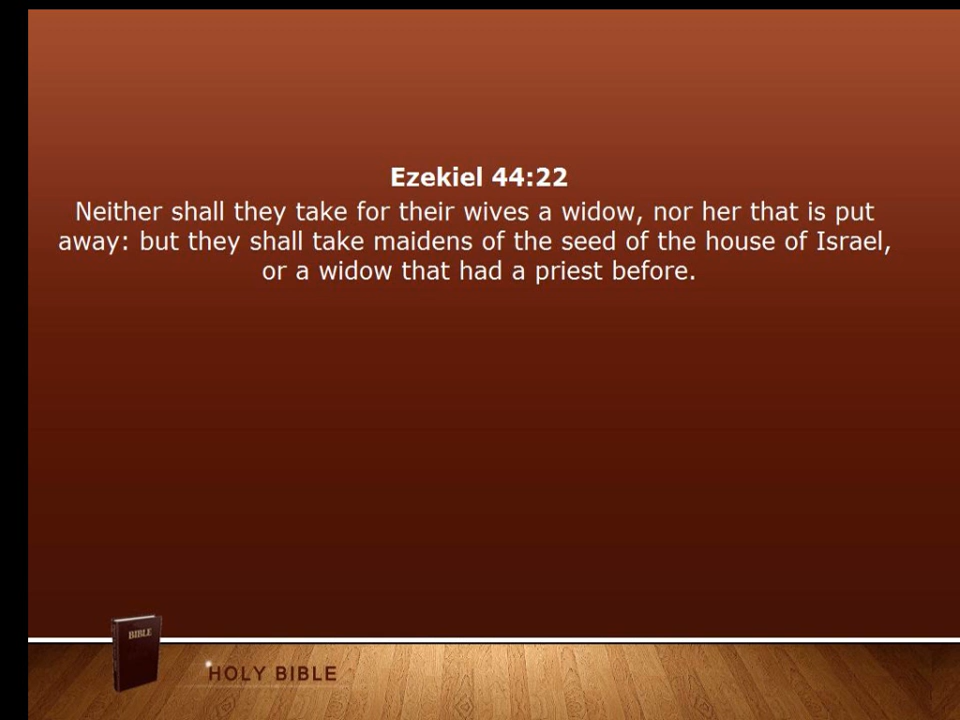 Ezekiel 44:22
Neither shall they take for their wives a widow, nor her that is put
away: but they shall take maidens of the seed of the house of Israel,
or a widow that had a priest before.
BIBLE
HOLY BIBLE